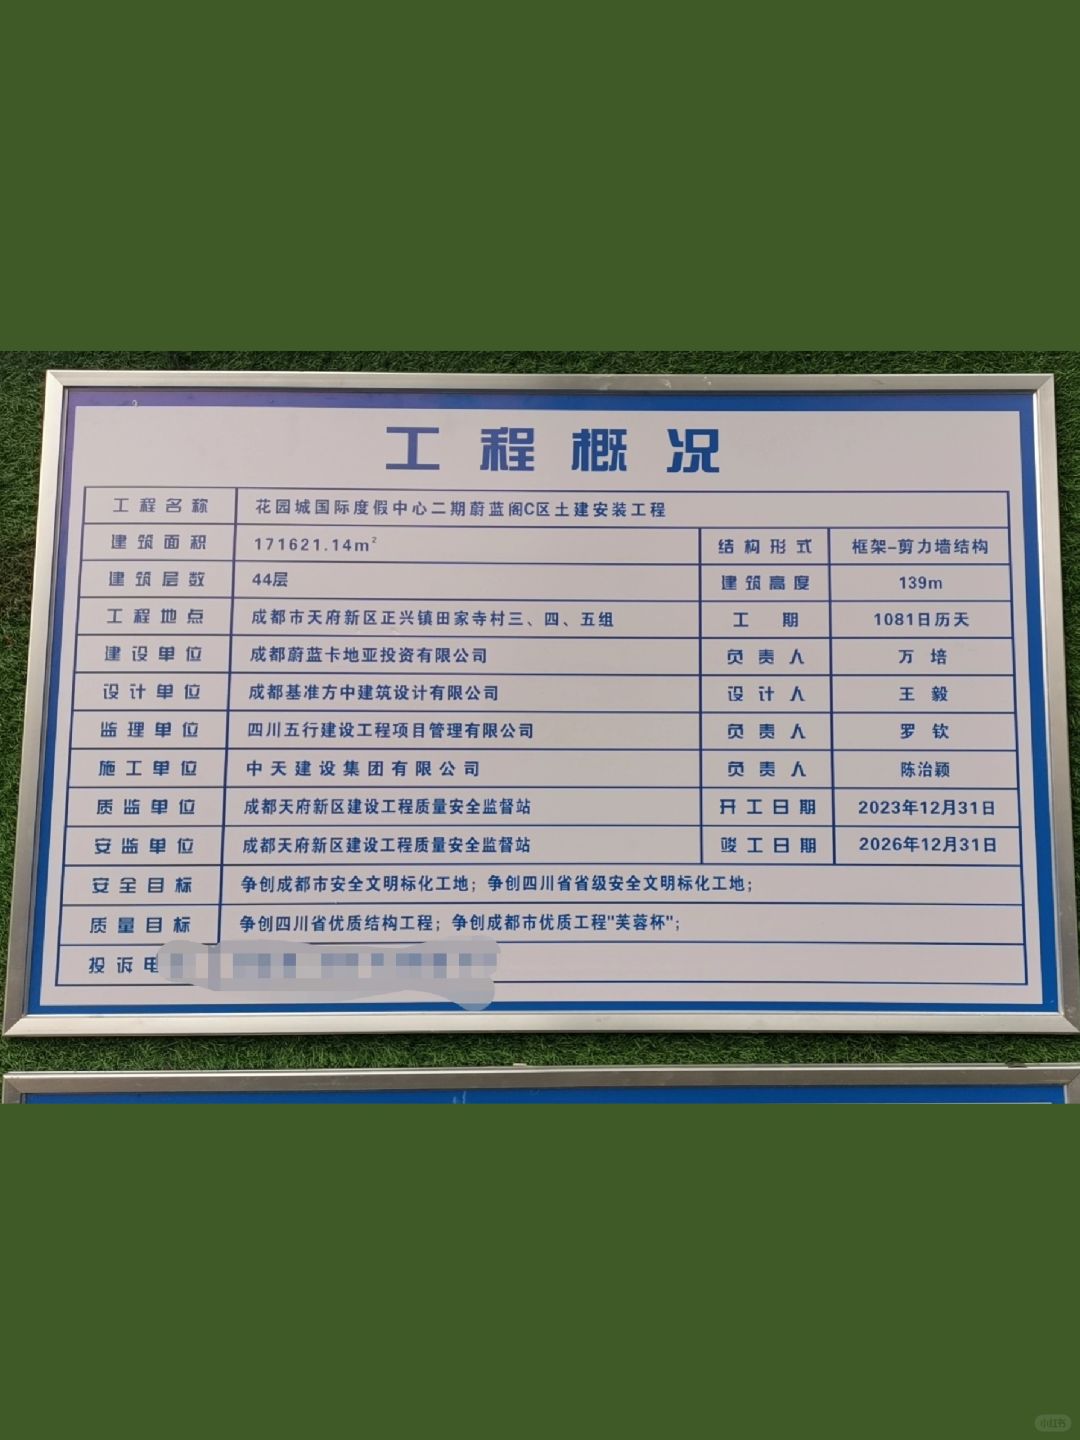 工程概况
工程名称 花园城国际度假中心二期蔚蓝阁C区土建安装工程
建筑面积 171621.14m² 结构形式 框架-剪力墙结构
建筑层数 44层 建筑高度 139m
工程地点 成都市天府新区正兴镇田家寺村三、四、五组 工期 1081日历天
建设单位 成都蔚蓝卡地亚投资有限公司 负责人 万培
设计单位 成都基准方中建筑设计有限公司 设计人 王毅
监理单位 四川五行建设工程项目管理有限公司 负责人 罗钦
施工单位 中天建设集团有限公司 负责人 陈治颖
质监单位 成都天府新区建设工程质量安全监督站 开工日期 2023年12月31日
安监单位 成都天府新区建设工程质量安全监督站 竣工日期 2026年12月31日
安全目标 争创成都市安全文明标化工地；争创四川省省级安全文明标化工地；
质量目标 争创四川省优质结构工程；争创成都市优质工程"芙蓉杯"；
投诉电
小红书